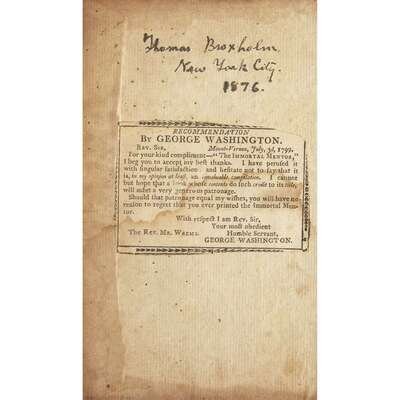 Thomas Broxholm
New York City.
1876.
RECOMMENDATION
By GEORGE WASHINGTON.
Rev. Sir, Mount-Vernon, July, 3d, 1799.
For your kind compliment—"The Immortal Mentor,"
I beg you to accept my best thanks. I have perused it
with singular satisfaction: and hesitate not to say that it
is, in my opinion at least, an invaluable compilation. I cannot
but hope that a book whose contents do such credit to its title,
will meet a very generous patronage.
Should that patronage equal my wishes, you will have no
reason to regret that you ever printed the Immortal Men-
tor.
With respect I am Rev. Sir,
Your most obedient
The Rev. Mr. Weems. Humble Servant,
GEORGE WASHINGTON.